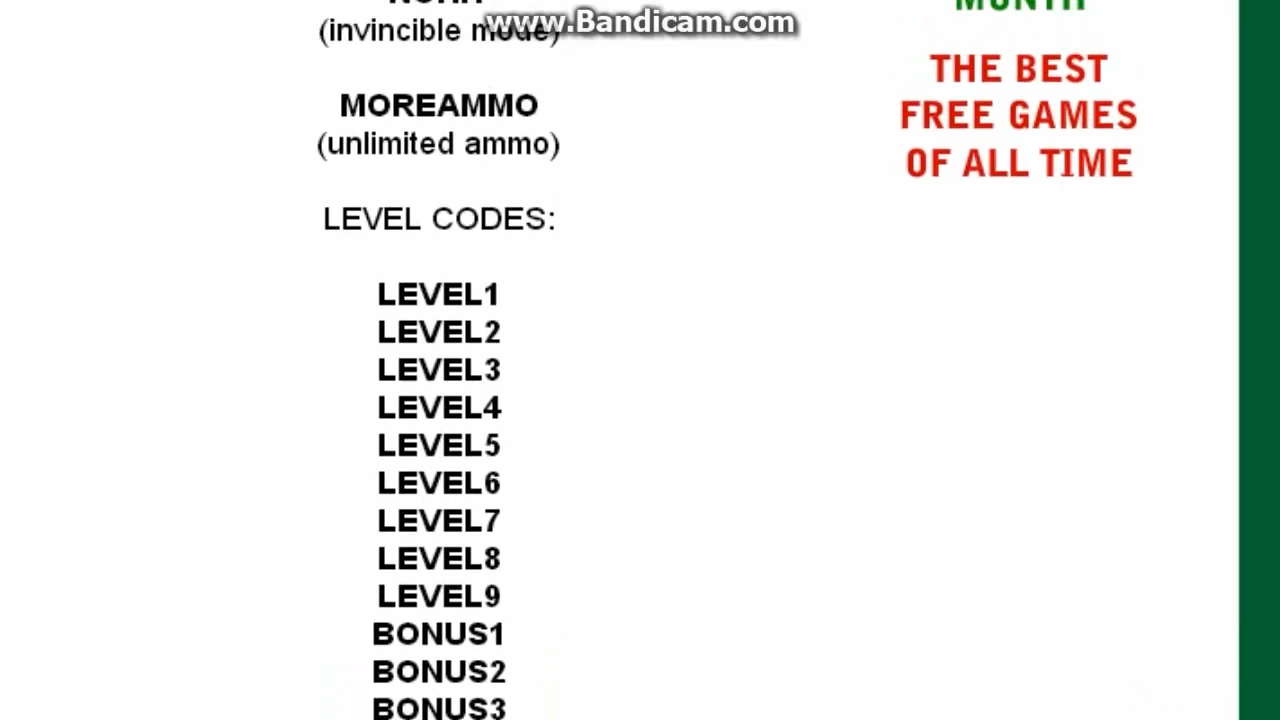 www.Bandicam.com
(invincible mode)
MOREAMMO
(unlimited ammo)
LEVEL CODES:
LEVEL1
LEVEL2
LEVEL3
LEVEL4
LEVEL5
LEVEL6
LEVEL7
LEVEL8
LEVEL9
BONUS1
BONUS2
BONUS3
MONTH
THE BEST
FREE GAMES
OF ALL TIME